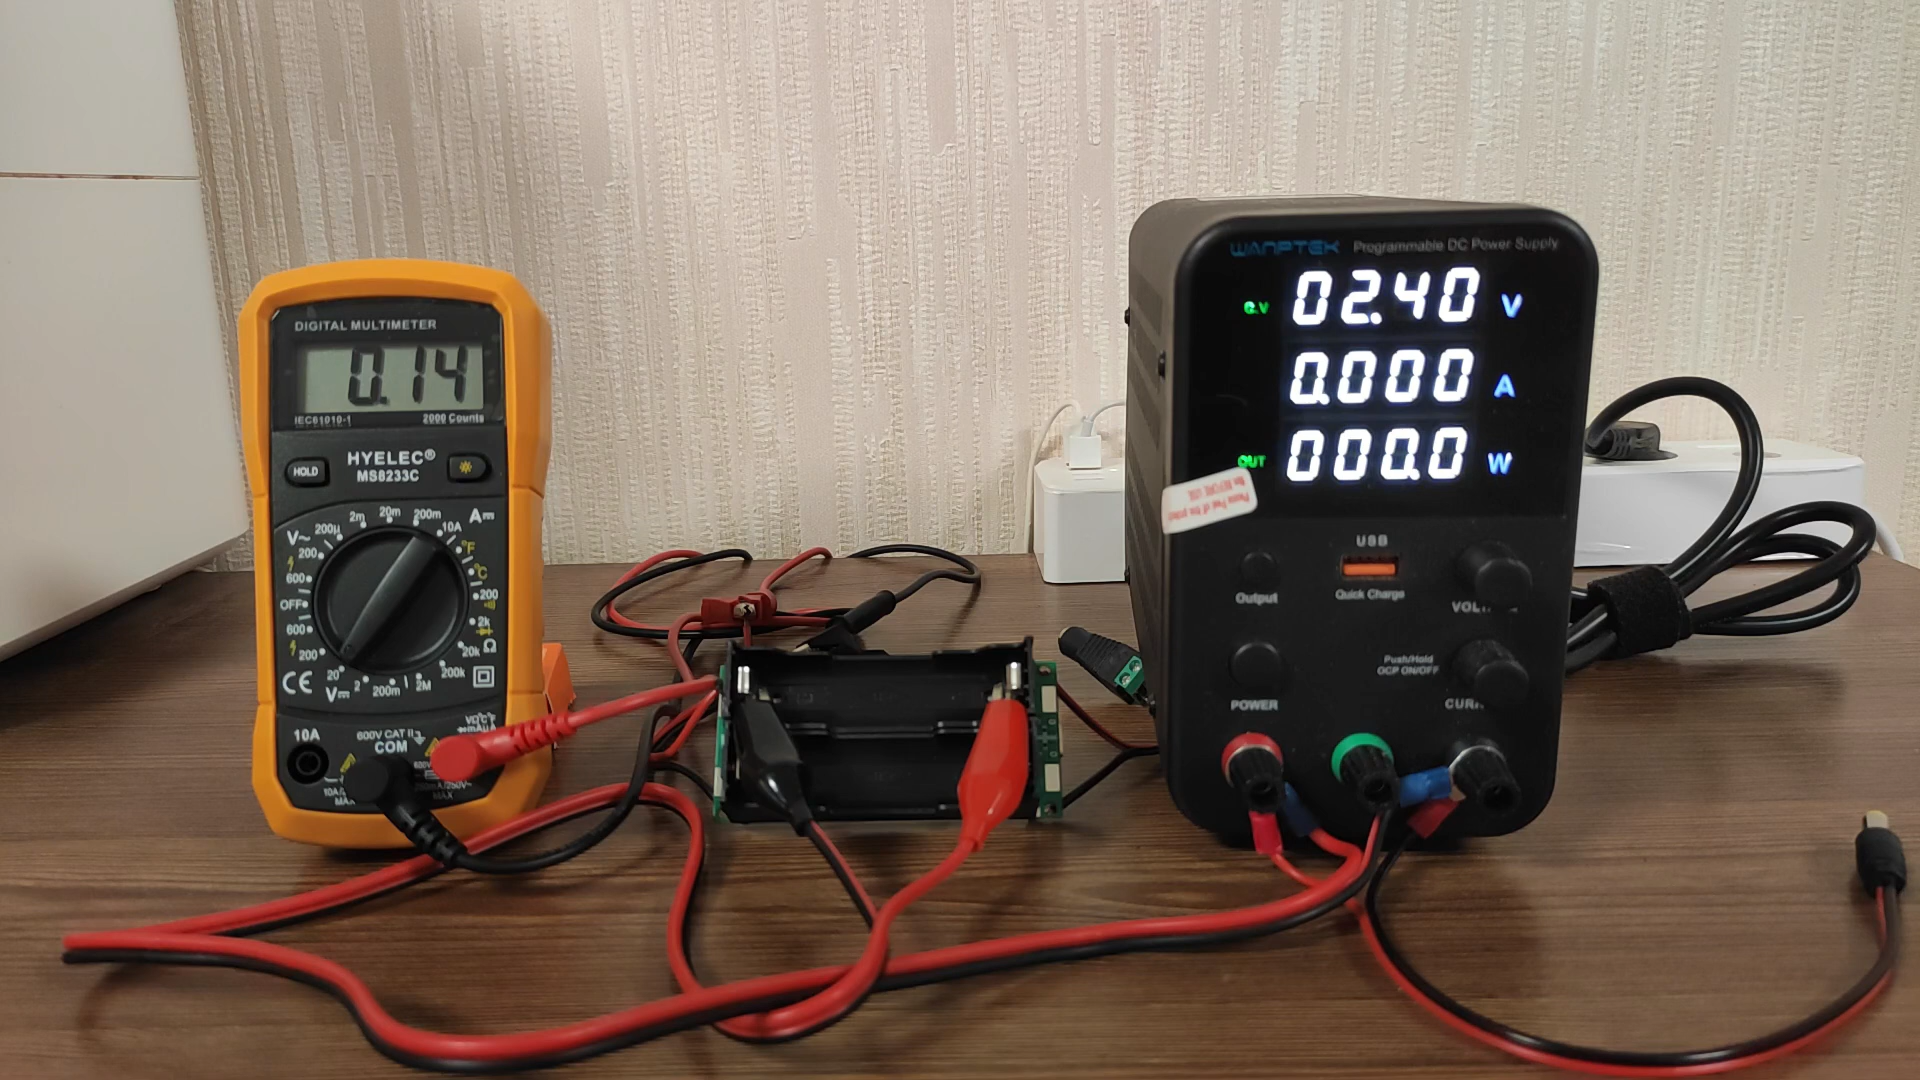 DIGITAL MULTIMETER
0.14
IEC61010-1 2000 Counts
HYELEC®
MS8233C
HOLD
200µ 2m 20m 200m 10A A
V~ 200 600 OFF 600 200 20 V 2 200m 2M 200k 20k 2k 200 °C °F
Ω
CE
10A
600V CAT II
COM
MAX
MAX
WANPTEK Programmable DC Power Supply
C.V 02.40 V
0.000 A
OUT 000.0 W
USB
Output
Quick Charge
Push/Hold
OCP ON/OFF
POWER